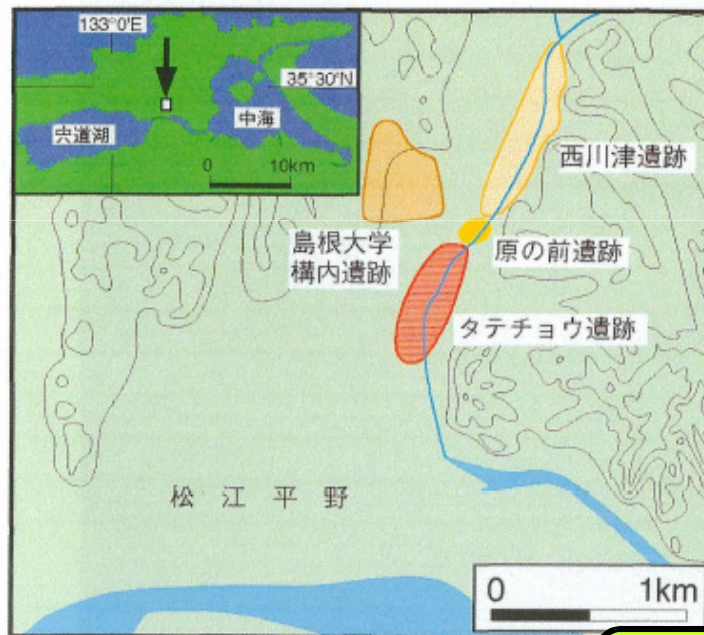 133°0'E
35°30'N
宍道湖
中海
0 10km
西川津遺跡
島根大学
構内遺跡
原の前遺跡
タテチョウ遺跡
松江平野
0 1km